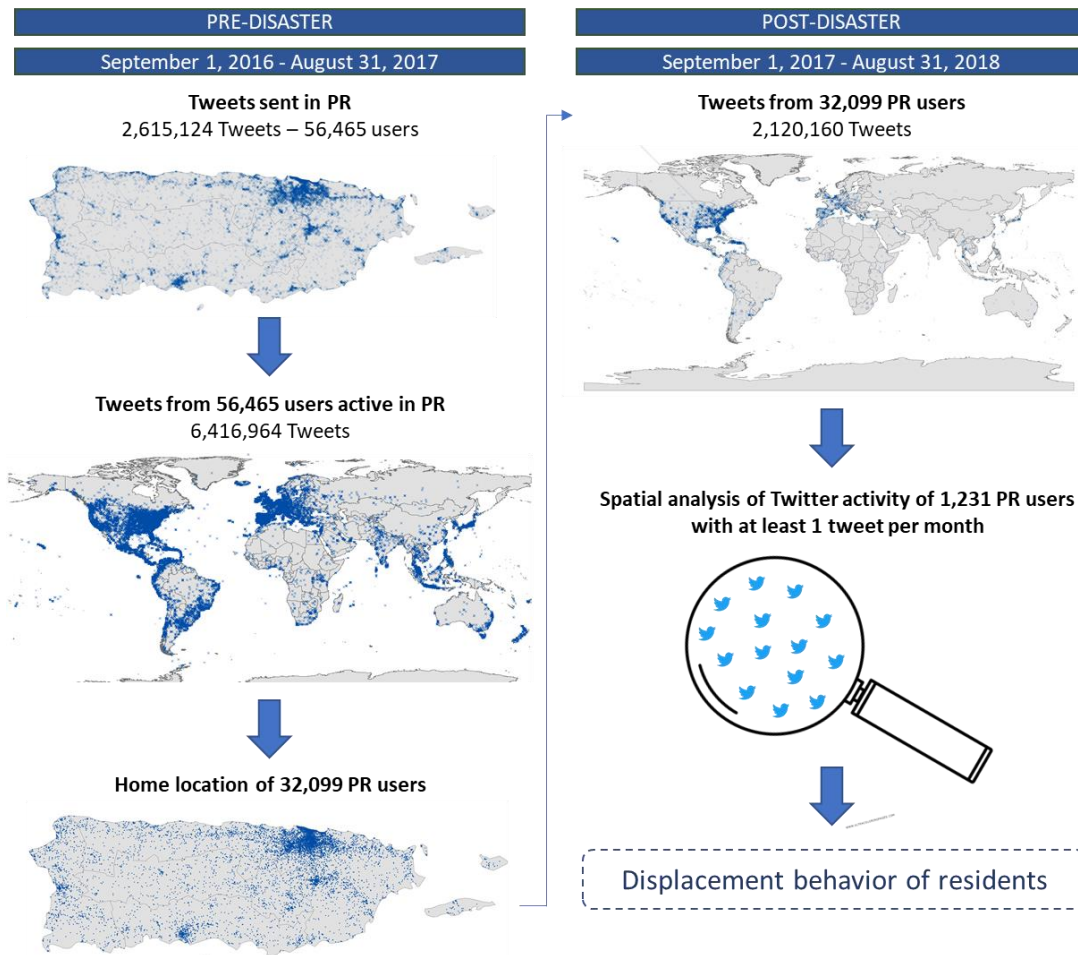 PRE-DISASTER
September 1, 2016 - August 31, 2017
Tweets sent in PR
2,615,124 Tweets – 56,465 users
Tweets from 56,465 users active in PR
6,416,964 Tweets
Home location of 32,099 PR users
POST-DISASTER
September 1, 2017 - August 31, 2018
Tweets from 32,099 PR users
2,120,160 Tweets
Spatial analysis of Twitter activity of 1,231 PR users
with at least 1 tweet per month
Displacement behavior of residents